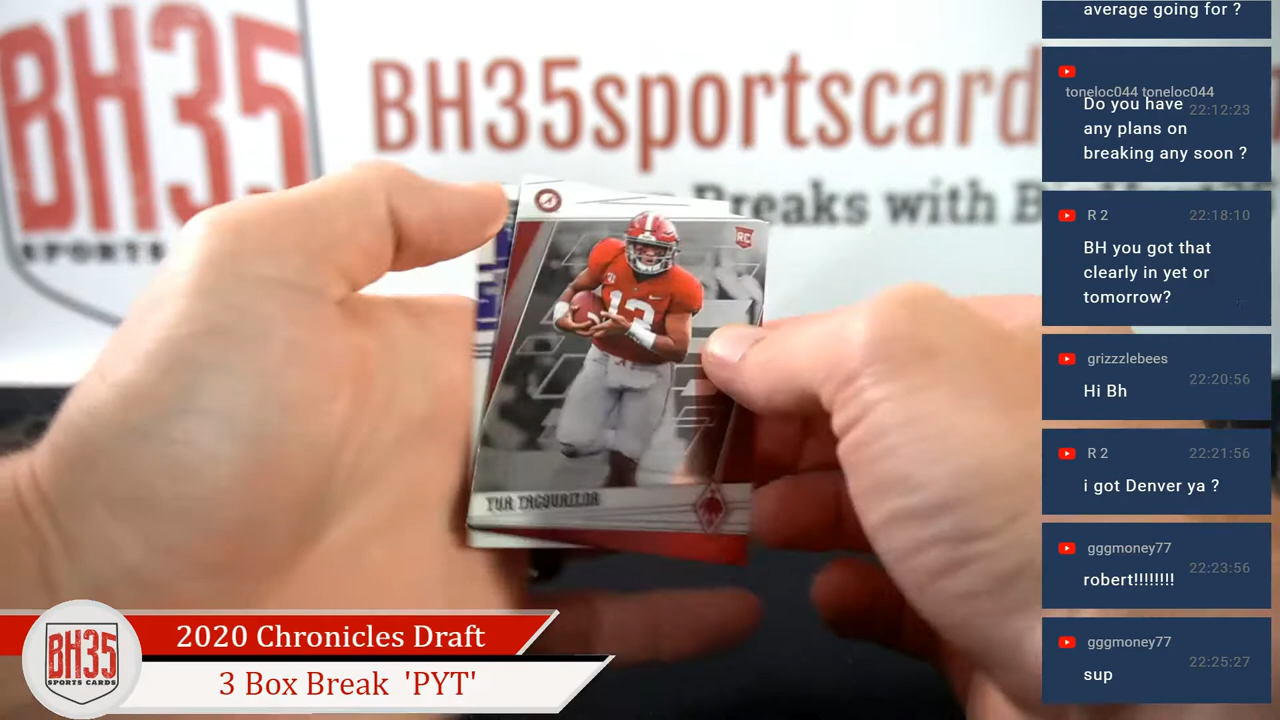 BH35
SPORTS
BH35sportscard
Breaks with B
average going for ?
toneloc044 toneloc044
Do you have
22:12:23
any plans on
breaking any soon ?
R 2
22:18:10
BH you got that
clearly in yet or
tomorrow?
grizzzlebees
22:20:56
Hi Bh
R 2
22:21:56
i got Denver ya ?
gggmoney77
22:23:56
robert!!!!!!!!
gggmoney77
22:25:27
sup
RC
13
TUA TAGOVAILOA
BH35
SPORTS CARDS
2020 Chronicles Draft
3 Box Break 'PYT'